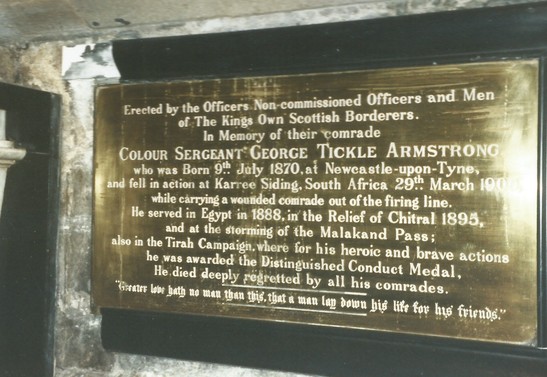 Erected by the Officers Non-commissioned Officers and Men
of The Kings Own Scottish Borderers.
In Memory of their comrade
COLOUR SERGEANT GEORGE TICKLE ARMSTRONG
who was Born 9th July 1870, at Newcastle-upon-Tyne,
and fell in action at Karree Siding, South Africa 29th March
while carrying a wounded comrade out of the firing line.
He served in Egypt in 1888, in the Relief of Chitral 1895,
and at the storming of the Malakand Pass;
also in the Tirah Campaign, where for his heroic and brave actions
he was awarded the Distinguished Conduct Medal,
He died deeply regretted by all his comrades.
"Greater love hath no man than this, that a man lay down his life for his friends."